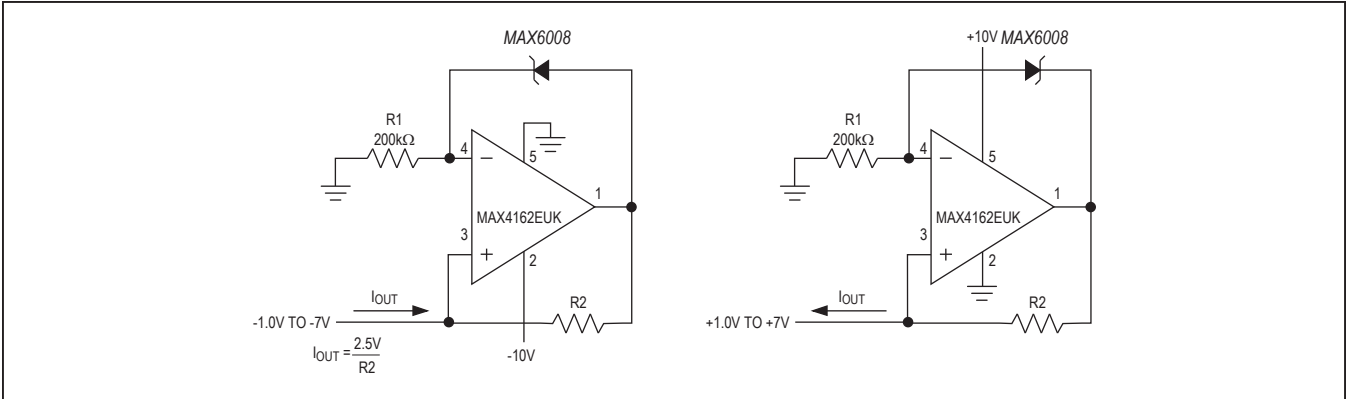 MAX6008
R1
200kΩ
4
−
5
1
MAX4162EUK
3
+
2
IOUT
R2
-1.0V TO -7V
IOUT = 2.5V
R2
-10V
+10V MAX6008
R1
200kΩ
4
−
5
1
MAX4162EUK
3
+
2
IOUT
R2
+1.0V TO +7V